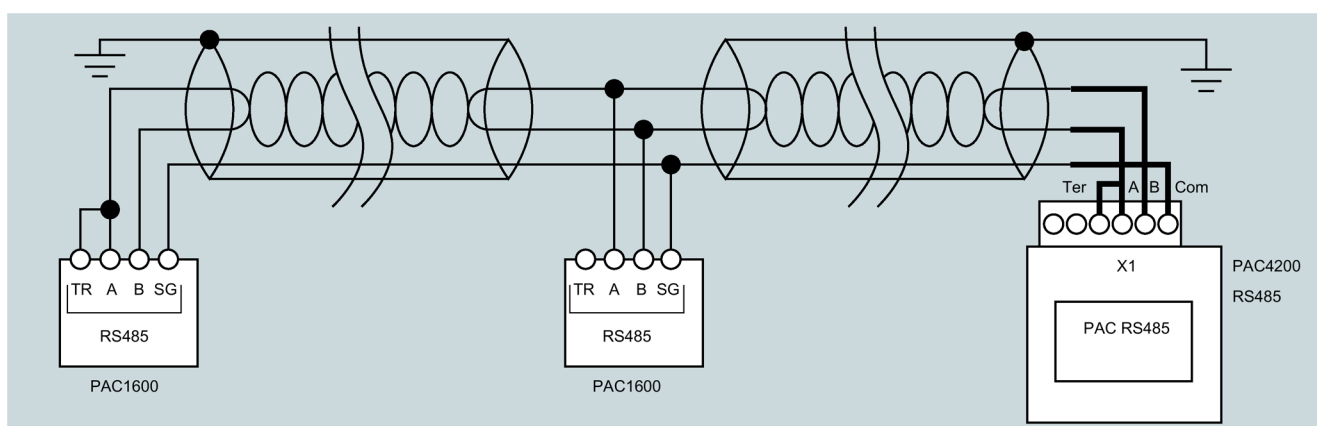 Ter A B Com
TR A B SG
RS485
PAC1600
TR A B SG
RS485
PAC1600
X1
PAC RS485
PAC4200
RS485